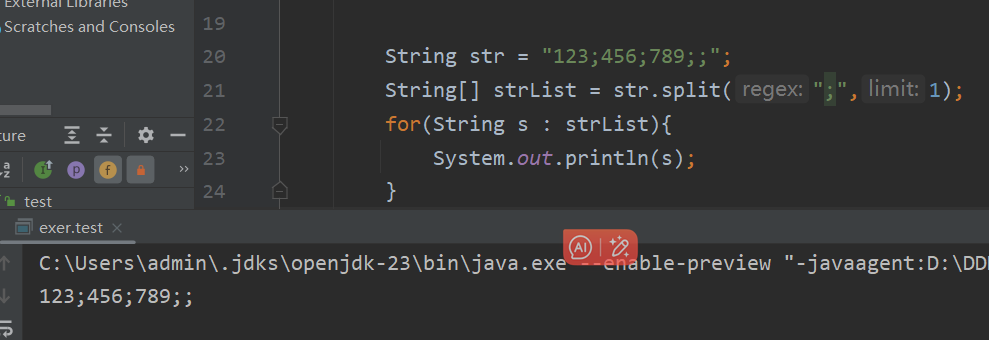 External Libraries
Scratches and Consoles
19
20 String str = "123;456;789;;";
21 String[] strList = str.split( regex: ";", limit: 1);
22 for(String s : strList){
23 System.out.println(s);
24 }
ture
test
exer.test
AI
C:\Users\admin\.jdks\openjdk-23\bin\java.exe --enable-preview "-javaagent:D:\DD
123;456;789;;